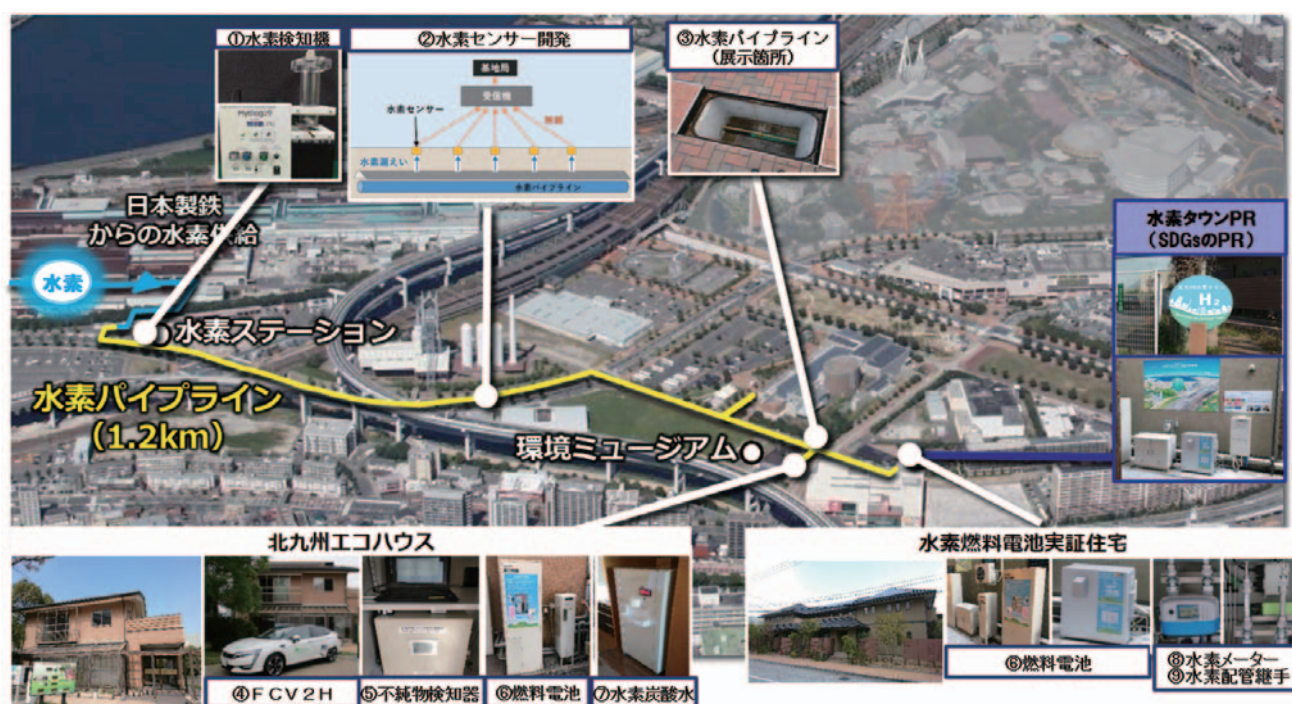 ①水素検知機
②水素センサー開発
③水素パイプライン
（展示箇所）
基地局
受信機
水素センサー
無線
水素漏えい
水素パイプライン
日本製鉄
からの水素供給
水素
水素ステーション
水素パイプライン
（1.2km）
環境ミュージアム
水素タウンPR
（SDGsのPR）
H2
北九州エコハウス
④ＦＣＶ２Ｈ
⑤不純物検知器
⑥燃料電池
⑦水素炭酸水
水素燃料電池実証住宅
⑥燃料電池
⑧水素メーター
⑨水素配管継手